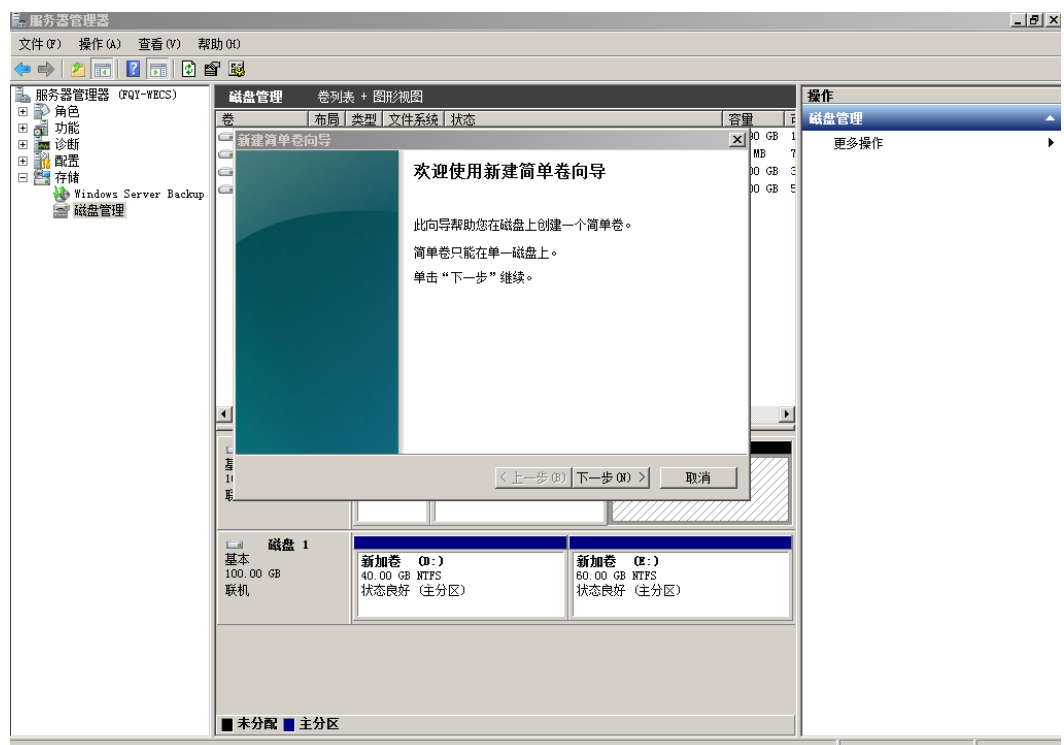 服务器管理器
文件(F) 操作(A) 查看(V) 帮助(H)
服务器管理器 (FQY-WECS)
角色
功能
诊断
配置
存储
Windows Server Backup
磁盘管理
磁盘管理 卷列表 + 图形视图
卷 布局 类型 文件系统 状态 容量
新建简单卷向导
欢迎使用新建简单卷向导
此向导帮助您在磁盘上创建一个简单卷。
简单卷只能在单一磁盘上。
单击“下一步”继续。
< 上一步(B) 下一步(N) > 取消
磁盘 1
基本
100.00 GB
联机
新加卷 (D:)
40.00 GB NTFS
状态良好 (主分区)
新加卷 (E:)
60.00 GB NTFS
状态良好 (主分区)
未分配 主分区
操作
磁盘管理
更多操作